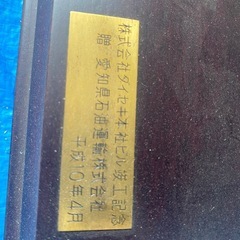 株式会社ダイセキ本社ビル竣工記念
贈 愛知県石油運輸株式会社
平成10年4月